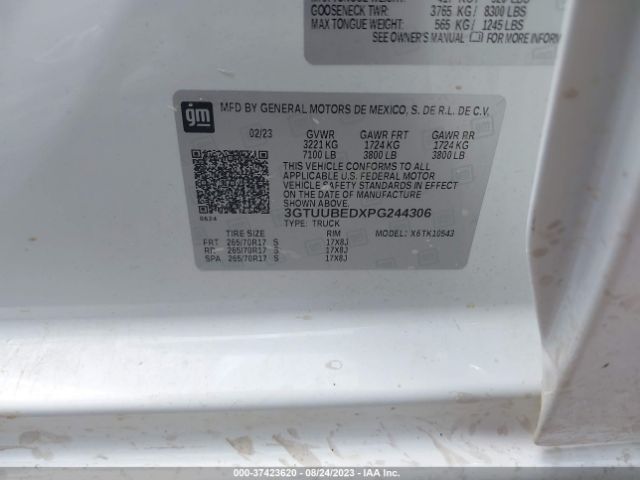 GOOSENECK TWR: 3765 KG / 8300 LBS
MAX TONGUE WEIGHT: 565 KG / 1245 LBS
SEE OWNER'S MANUAL FOR MORE INFORM
gm
MFD BY GENERAL MOTORS DE MEXICO, S. DE R.L. DE C.V.
02/23 GVWR GAWR FRT GAWR RR
3221 KG 1724 KG 1724 KG
7100 LB 3800 LB 3800 LB
THIS VEHICLE CONFORMS TO ALL
APPLICABLE U.S. FEDERAL MOTOR
VEHICLE SAFETY STANDARDS IN EFFECT
ON THE DATE OF MANUFACTURE
SHOWN ABOVE.
3GTUUBEDXPG244306
TYPE: TRUCK X6TK10543
0624
TIRE SIZE RIM
FRT 265/70R17 S 17X8J
RR 265/70R17 S 17X8J
SPA 265/70R17 S 17X8J
000-37423620 - 08/24/2023 - IAA Inc.